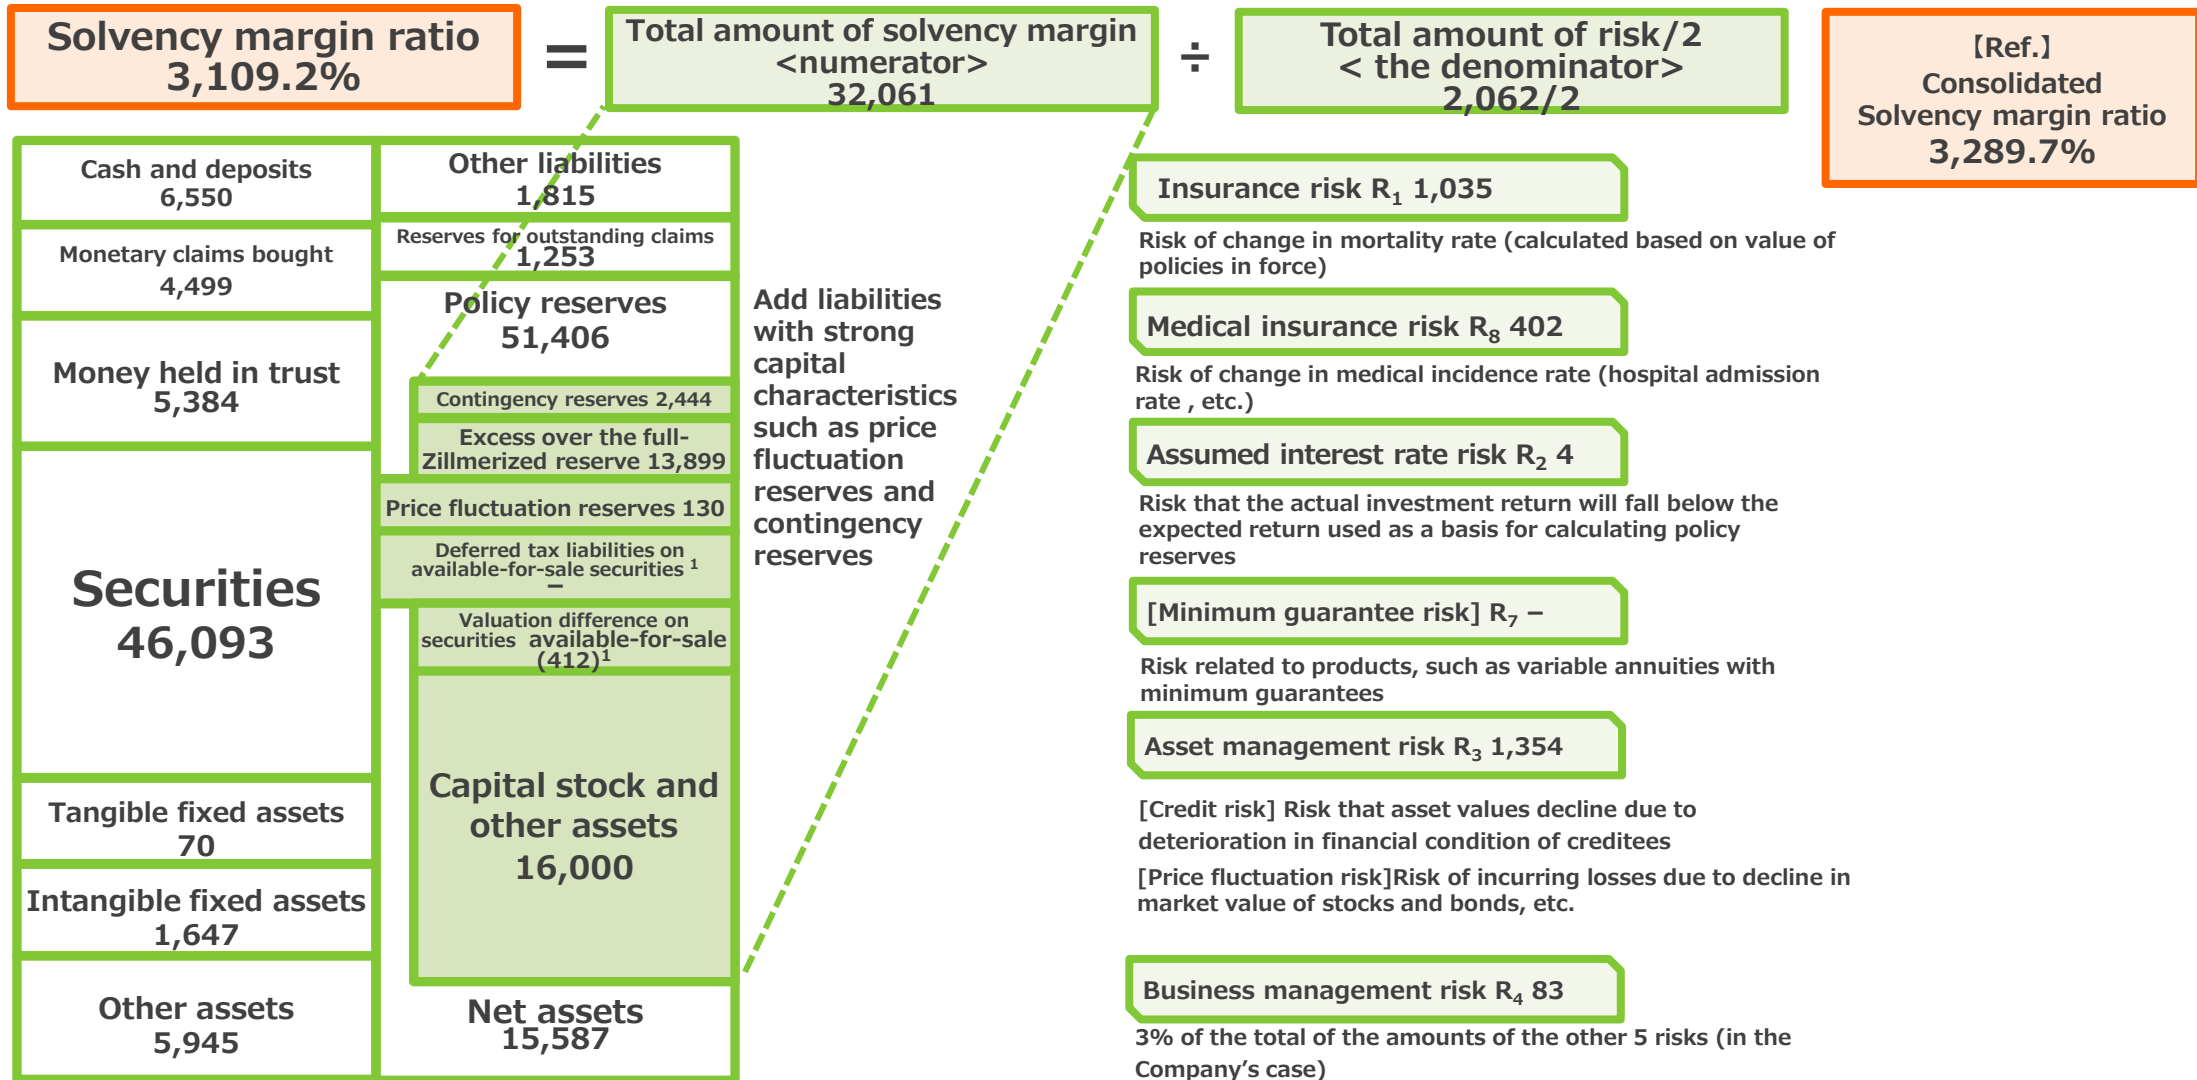 Solvency margin ratio
3,109.2%
=
Total amount of solvency margin
<numerator>
32,061
÷
Total amount of risk/2
< the denominator>
2,062/2
【Ref.】
Consolidated
Solvency margin ratio
3,289.7%
Cash and deposits
6,550
Monetary claims bought
4,499
Money held in trust
5,384
Securities
46,093
Tangible fixed assets
70
Intangible fixed assets
1,647
Other assets
5,945
Other liabilities
1,815
Reserves for outstanding claims
1,253
Policy reserves
51,406
Contingency reserves 2,444
Excess over the full-
Zillmerized reserve 13,899
Price fluctuation reserves 130
Deferred tax liabilities on
available-for-sale securities ¹
–
Valuation difference on
securities available-for-sale
(412)¹
Capital stock and
other assets
16,000
Net assets
15,587
Add liabilities
with strong
capital
characteristics
such as price
fluctuation
reserves and
contingency
reserves
Insurance risk R₁ 1,035
Risk of change in mortality rate (calculated based on value of
policies in force)
Medical insurance risk R₈ 402
Risk of change in medical incidence rate (hospital admission
rate , etc.)
Assumed interest rate risk R₂ 4
Risk that the actual investment return will fall below the
expected return used as a basis for calculating policy
reserves
[Minimum guarantee risk] R₇ –
Risk related to products, such as variable annuities with
minimum guarantees
Asset management risk R₃ 1,354
[Credit risk] Risk that asset values decline due to
deterioration in financial condition of creditees
[Price fluctuation risk]Risk of incurring losses due to decline in
market value of stocks and bonds, etc.
Business management risk R₄ 83
3% of the total of the amounts of the other 5 risks (in the
Company’s case)